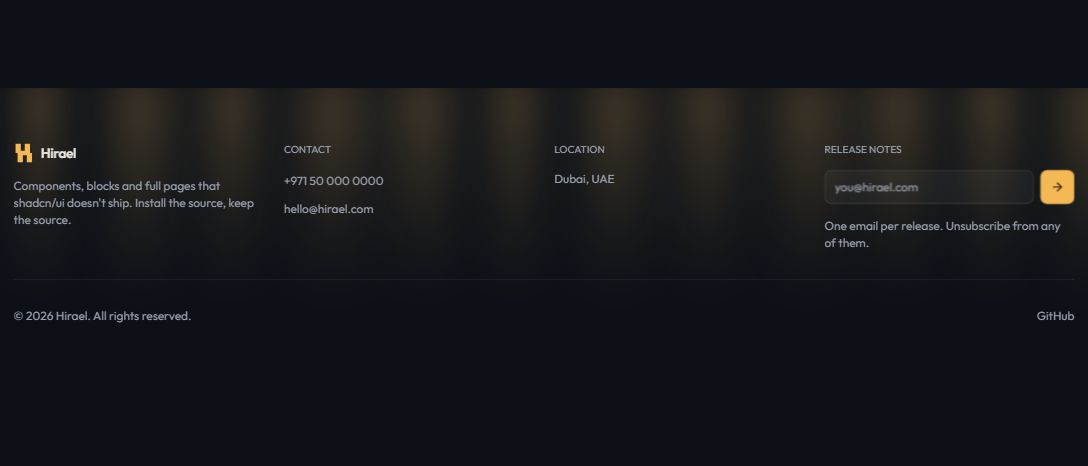 Hirael
Components, blocks and full pages that
shadcn/ui doesn't ship. Install the source, keep
the source.
CONTACT
+971 50 000 0000
hello@hirael.com
LOCATION
Dubai, UAE
RELEASE NOTES
you@hirael.com
One email per release. Unsubscribe from any
of them.
© 2026 Hirael. All rights reserved.
GitHub